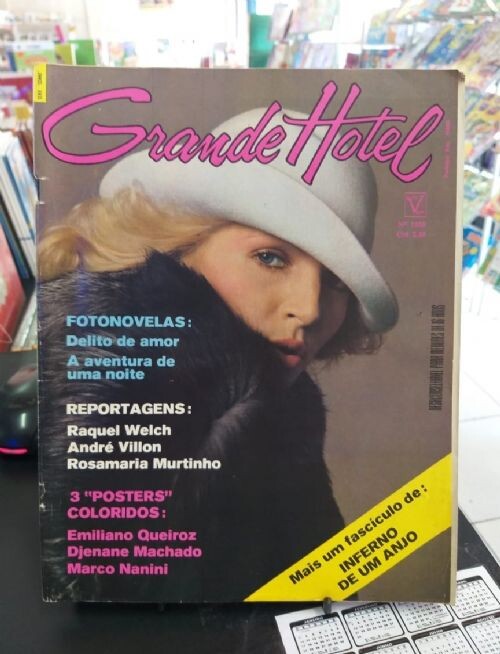 Grande Hotel
FOTONOVELAS:
Delito de amor
A aventura de
uma noite
REPORTAGENS:
Raquel Welch
André Villon
Rosamaria Murtinho
3 "POSTERS"
COLORIDOS:
Emiliano Queiroz
Djenane Machado
Marco Nanini
Mais um fascículo de:
INFERNO
DE UM ANJO